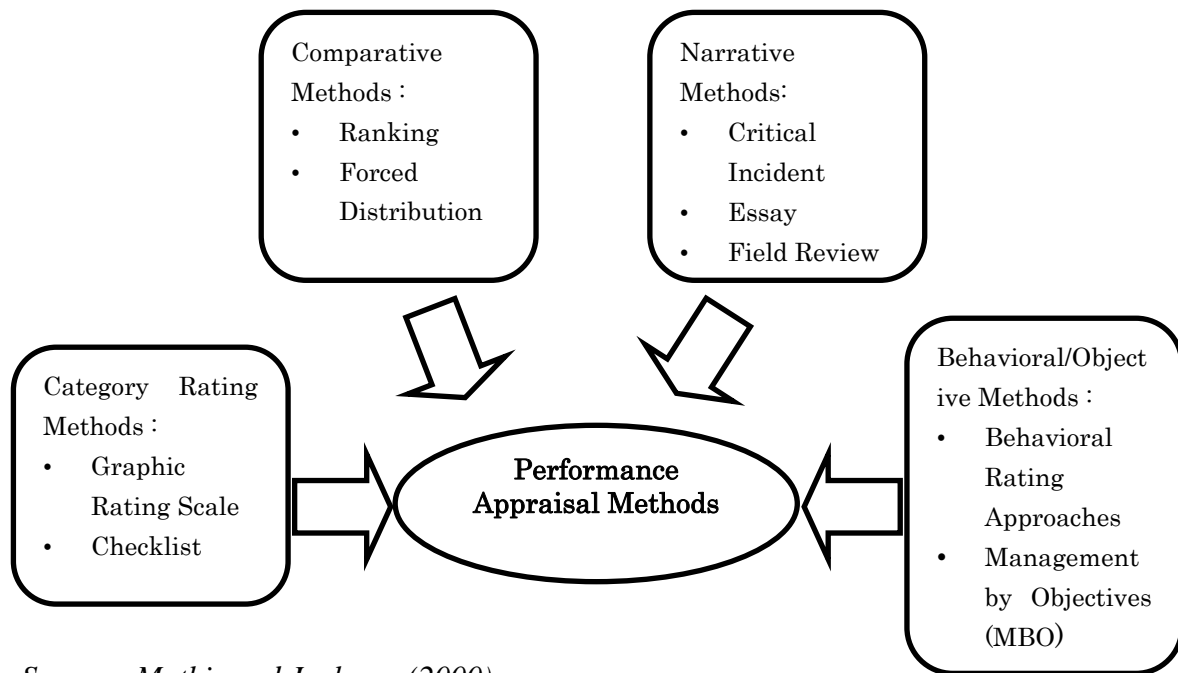 Comparative
Methods :
• Ranking
• Forced
Distribution
Narrative
Methods:
• Critical
Incident
• Essay
• Field Review
Category Rating
Methods :
• Graphic
Rating Scale
• Checklist
Performance
Appraisal Methods
Behavioral/Object
ive Methods :
• Behavioral
Rating
Approaches
• Management
by Objectives
(MBO)
(2000)